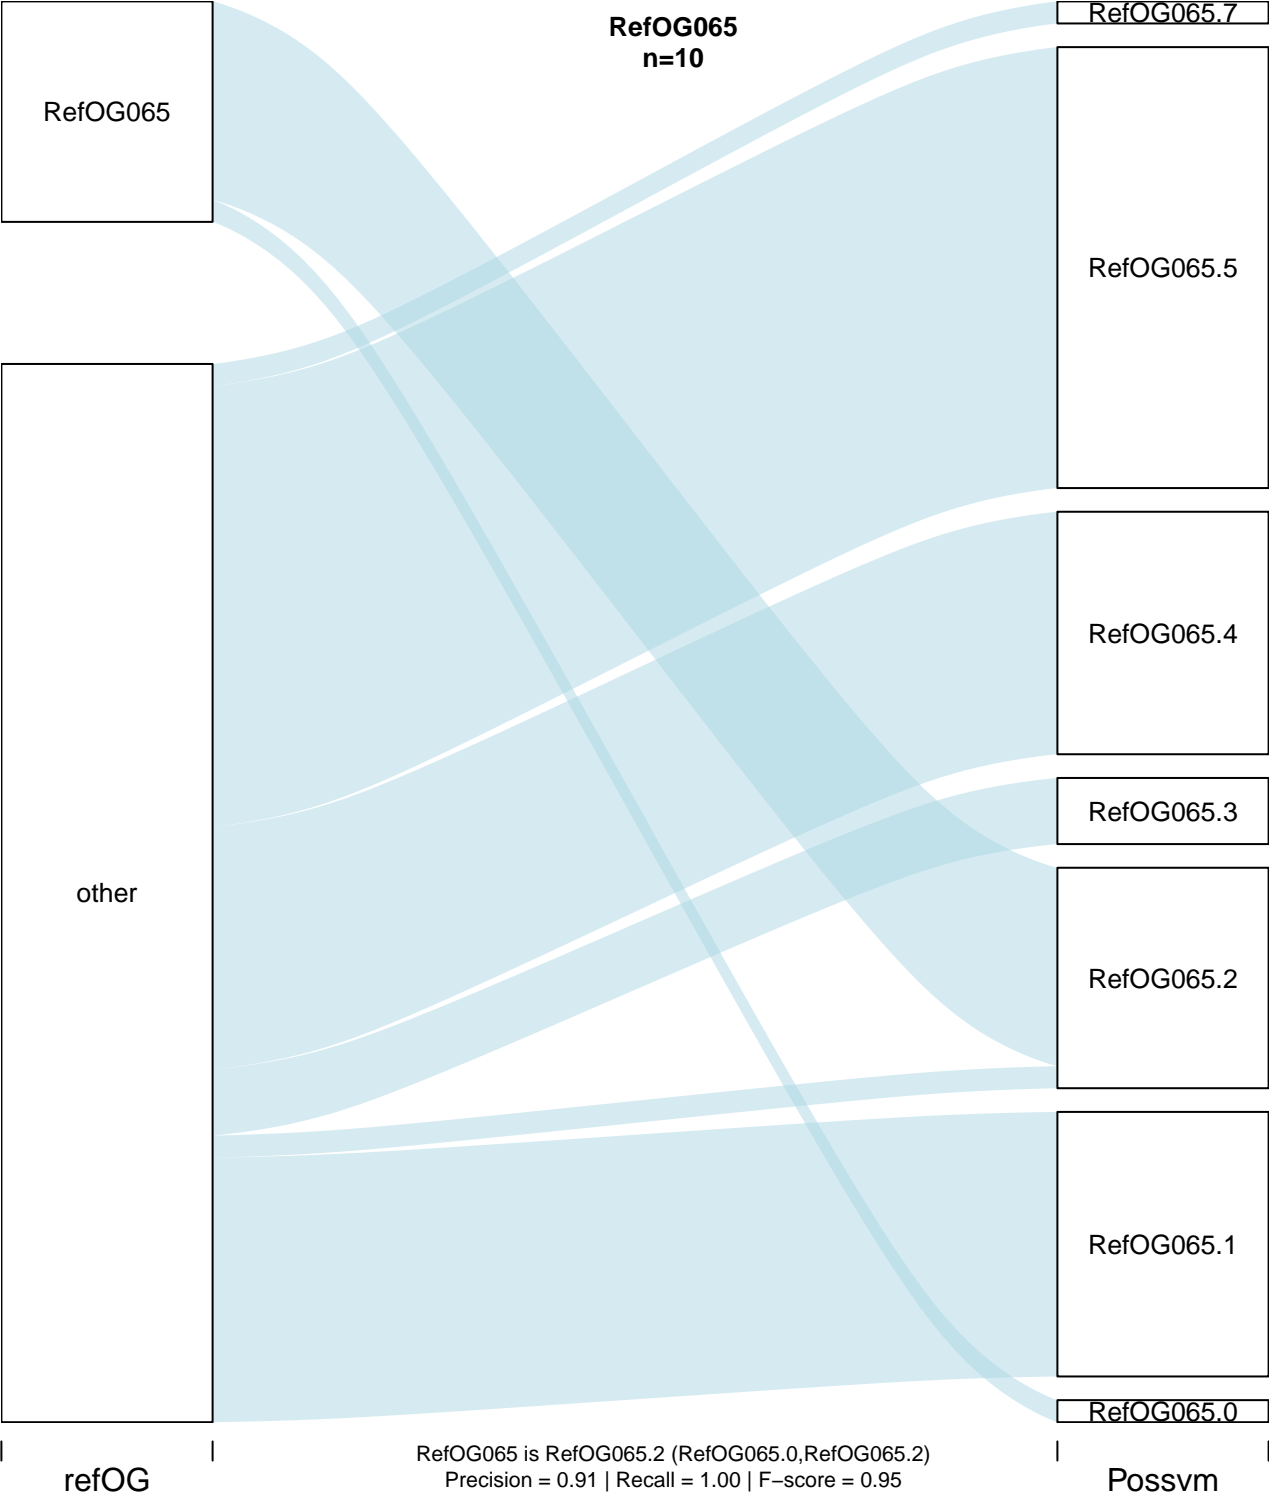 RefOG065
n=10
RefOG065
other
RefOG065.7
RefOG065.5
RefOG065.4
RefOG065.3
RefOG065.2
RefOG065.1
RefOG065.0
RefOG065 is RefOG065.2 (RefOG065.0,RefOG065.2)
Precision = 0.91 | Recall = 1.00 | F−score = 0.95
refOG
Possvm